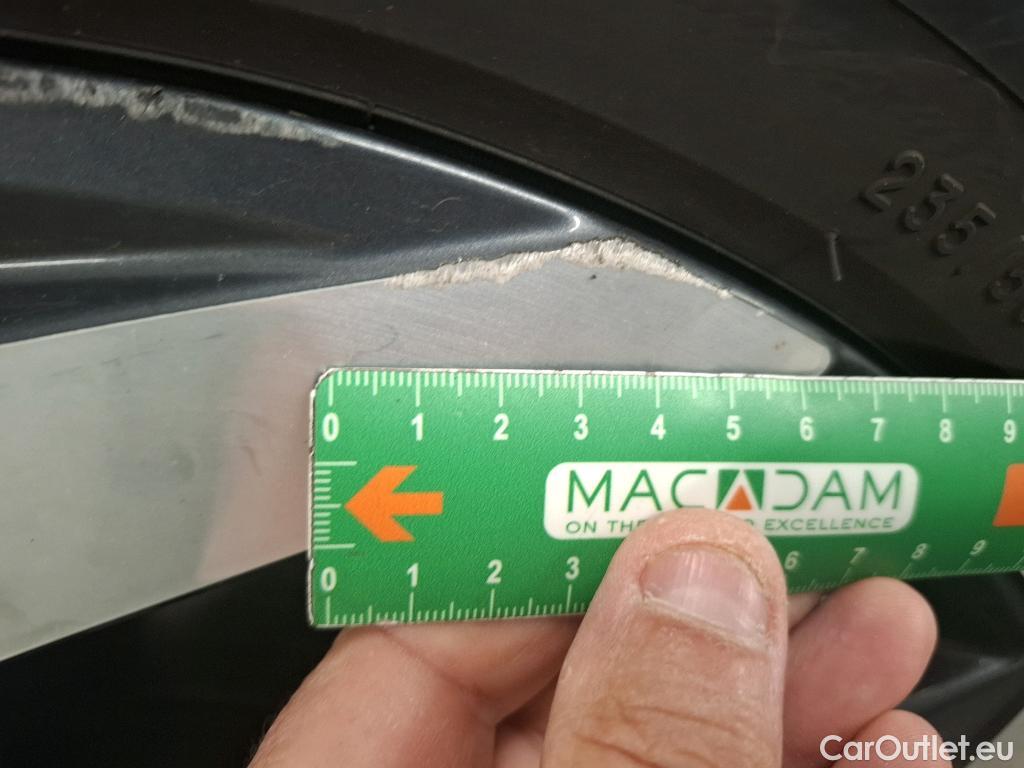 235
0 1 2 3 4 5 6 7 8 9
MACADAM
ON THE EXCELLENCE
0 1 2 3 6 7 8 9
CarOutlet.eu